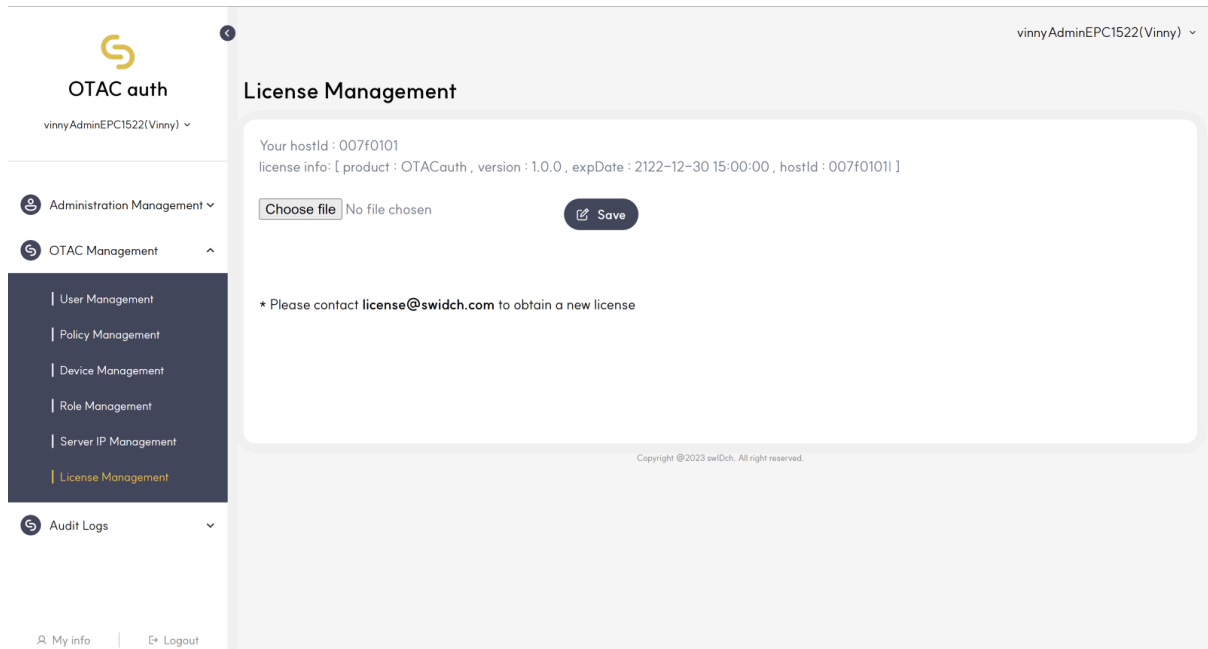 vinnyAdminEPC1522(Vinny)
OTAC auth
vinnyAdminEPC1522(Vinny)
Administration Management
OTAC Management
User Management
Policy Management
Device Management
Role Management
Server IP Management
License Management
Audit Logs
My info
Logout
License Management
Your hostId : 007f0101
license info: [ product : OTACauth , version : 1.0.0 , expDate : 2122-12-30 15:00:00 , hostId : 007f0101| ]
Choose file No file chosen
Save
* Please contact license@swidch.com to obtain a new license
Copyright @2023 swIDch. All right reserved.